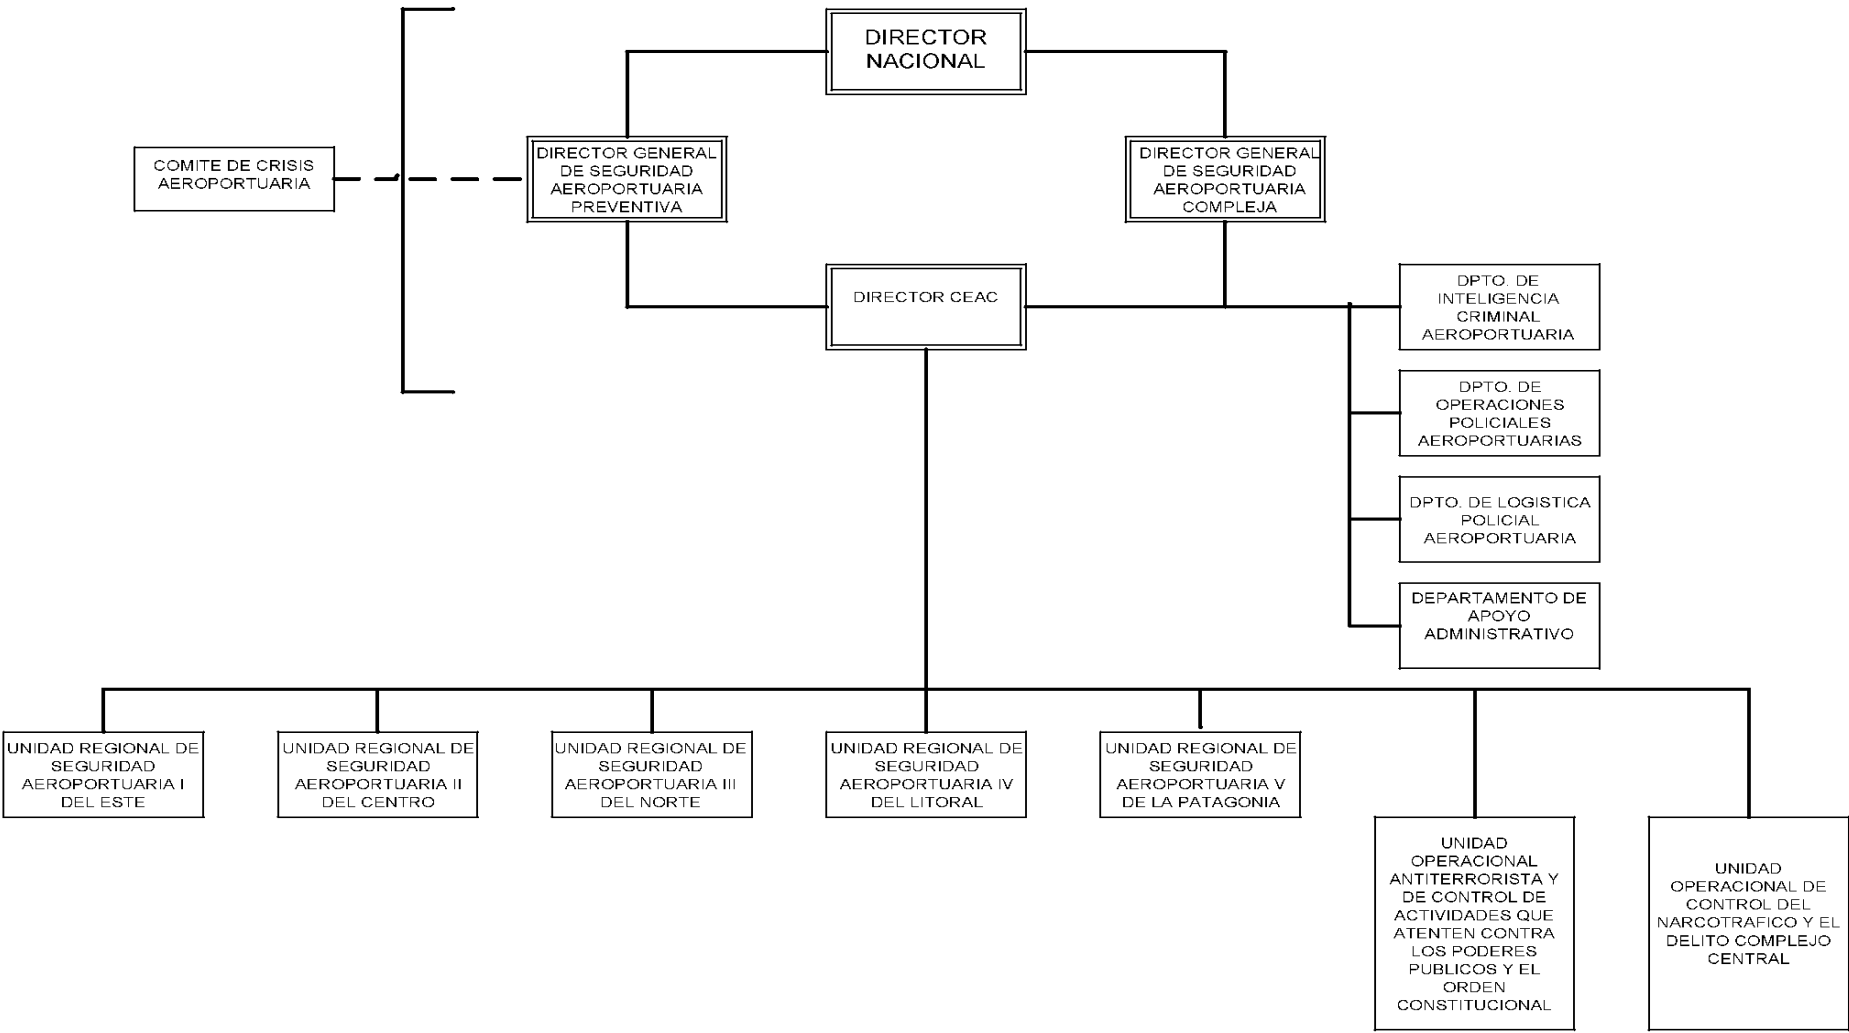 DIRECTOR
NACIONAL
COMITE DE CRISIS
AEROPORTUARIA
DIRECTOR GENERAL
DE SEGURIDAD
AEROPORTUARIA
PREVENTIVA
DIRECTOR GENERAL
DE SEGURIDAD
AEROPORTUARIA
COMPLEJA
DIRECTOR CEAC
DPTO. DE
INTELIGENCIA
CRIMINAL
AEROPORTUARIA
DPTO. DE
OPERACIONES
POLICIALES
AEROPORTUARIAS
DPTO. DE LOGISTICA
POLICIAL
AEROPORTUARIA
DEPARTAMENTO DE
APOYO
ADMINISTRATIVO
UNIDAD REGIONAL DE
SEGURIDAD
AEROPORTUARIA I
DEL ESTE
UNIDAD REGIONAL DE
SEGURIDAD
AEROPORTUARIA II
DEL CENTRO
UNIDAD REGIONAL DE
SEGURIDAD
AEROPORTUARIA III
DEL NORTE
UNIDAD REGIONAL DE
SEGURIDAD
AEROPORTUARIA IV
DEL LITORAL
UNIDAD REGIONAL DE
SEGURIDAD
AEROPORTUARIA V
DE LA PATAGONIA
UNIDAD
OPERACIONAL
ANTITERRORISTA Y
DE CONTROL DE
ACTIVIDADES QUE
ATENTEN CONTRA
LOS PODERES
PUBLICOS Y EL
ORDEN
CONSTITUCIONAL
UNIDAD
OPERACIONAL DE
CONTROL DEL
NARCOTRAFICO Y EL
DELITO COMPLEJO
CENTRAL